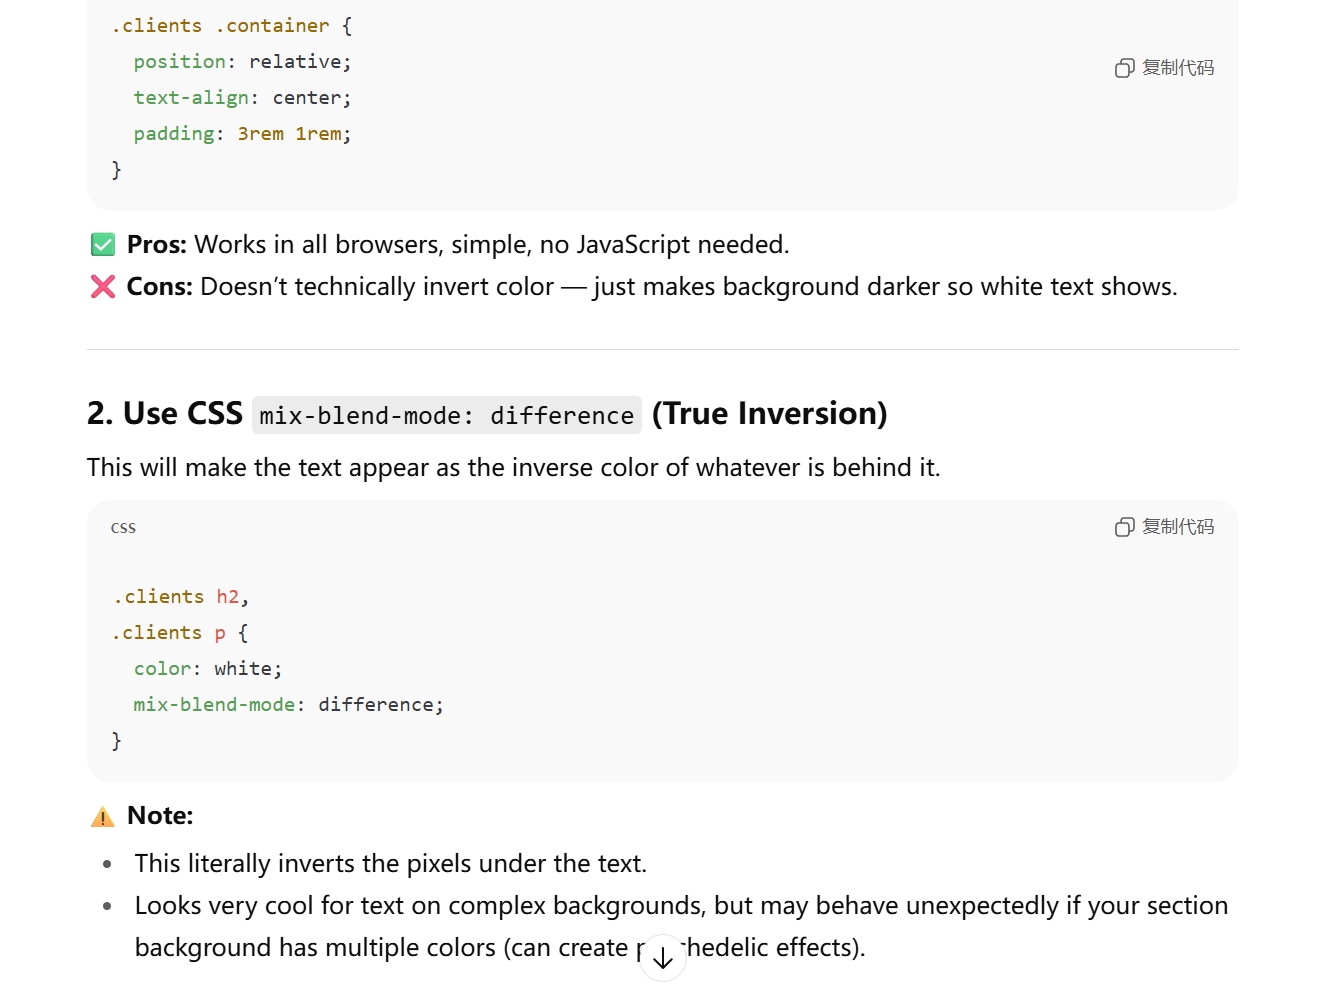 .clients .container {
position: relative;
复制代码
text-align: center;
padding: 3rem 1rem;
}
✅ Pros: Works in all browsers, simple, no JavaScript needed.
❌ Cons: Doesn’t technically invert color — just makes background darker so white text shows.
2. Use CSS mix-blend-mode: difference (True Inversion)
This will make the text appear as the inverse color of whatever is behind it.
css
复制代码
.clients h2,
.clients p {
color: white;
mix-blend-mode: difference;
}
⚠️ Note:
• This literally inverts the pixels under the text.
• Looks very cool for text on complex backgrounds, but may behave unexpectedly if your section
background has multiple colors (can create effects).